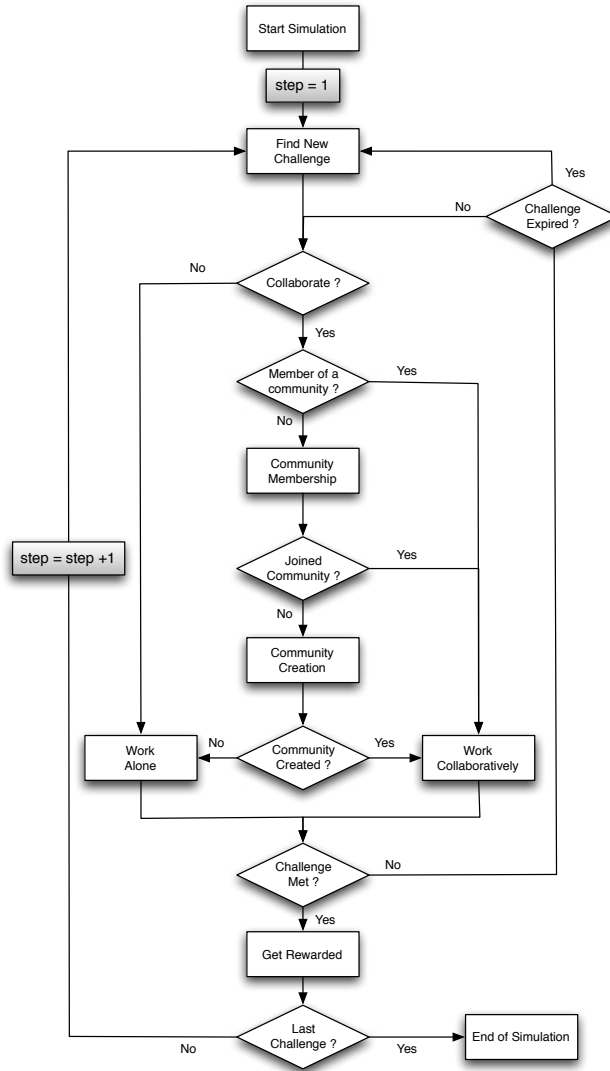 Start Simulation
step = 1
Find New
Challenge
Yes
No
Challenge
Expired ?
No
Collaborate ?
Yes
Member of a
community ?
Yes
No
Community
Membership
step = step +1
Joined
Community ?
Yes
No
Community
Creation
Work
Alone
No
Community
Created ?
Yes
Work
Collaboratively
Challenge
Met ?
No
Yes
Get Rewarded
Last
Challenge ?
No
Yes
End of Simulation